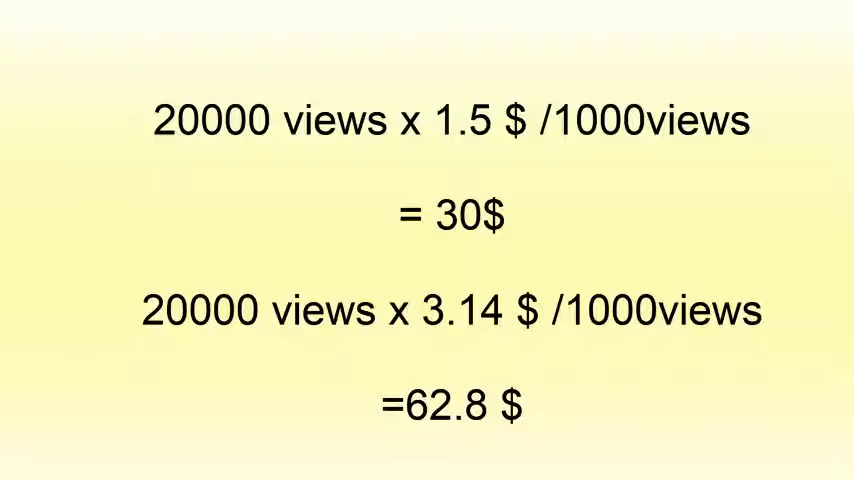 20000 views x 1.5 $ /1000views
= 30$
20000 views x 3.14 $ /1000views
=62.8 $